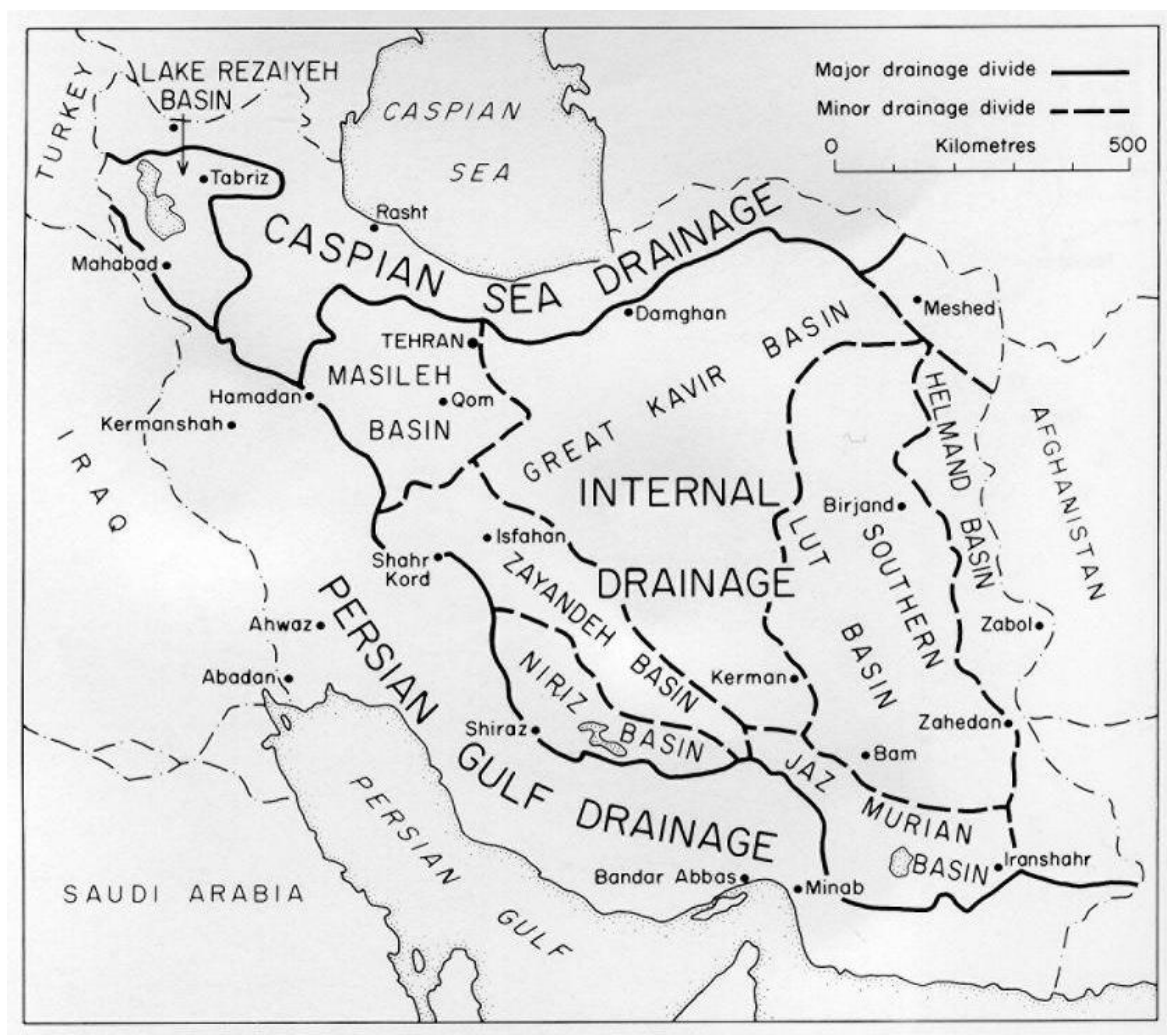 LAKE REZAIYEH
BASIN
TURKEY
CASPIAN
SEA
Major drainage divide
Minor drainage divide
0 Kilometres 500
Tabriz
Rasht
Mahabad
CASPIAN SEA DRAINAGE
Damghan
Meshed
TEHRAN
MASILEH
BASIN
Hamadan
Qom
Kermanshah
GREAT KAVIR BASIN
HELMAND BASIN
AFGHANISTAN
IRAQ
INTERNAL
DRAINAGE
Birjand
LUT
BASIN
SOUTHERN
Isfahan
Shahr
Kord
ZAYANDEH BASIN
PERSIAN GULF DRAINAGE
Ahwaz
Zabol
Abadan
NIRIZ BASIN
Kerman
Shiraz
Zahedan
Bam
JAZ MURIAN
BASIN
Iranshahr
PERSIAN GULF
Bandar Abbas
Minab
SAUDI ARABIA